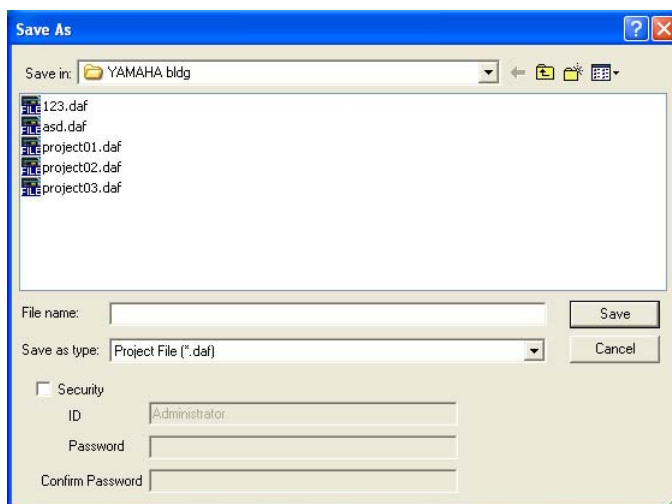 Save As
Save in: YAMAHA bldg
123.daf
asd.daf
project01.daf
project02.daf
project03.daf
File name:
Save
Save as type: Project File (*.daf)
Cancel
Security
ID Administrator
Password
Confirm Password